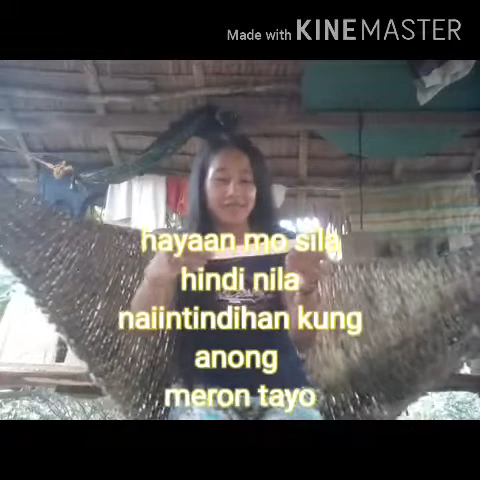 Made with KINEMASTER
hayaan mo sila
hindi nila
naiintindihan kung
anong
meron tayo